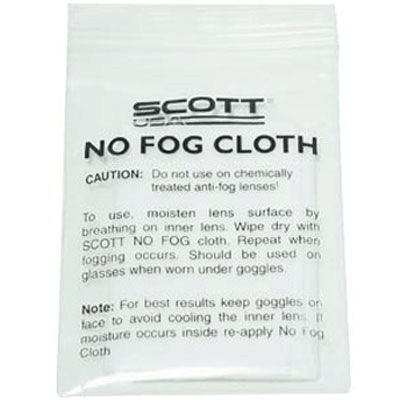 SCOTT
USA
NO FOG CLOTH
CAUTION: Do not use on chemically
treated anti-fog lenses!
To use, moisten lens surface by
breathing on inner lens. Wipe dry with
SCOTT NO FOG cloth. Repeat when
fogging occurs. Should be used on
glasses when worn under goggles.
Note: For best results keep goggles on
face to avoid cooling the inner lens. If
moisture occurs inside re-apply No Fog
Cloth